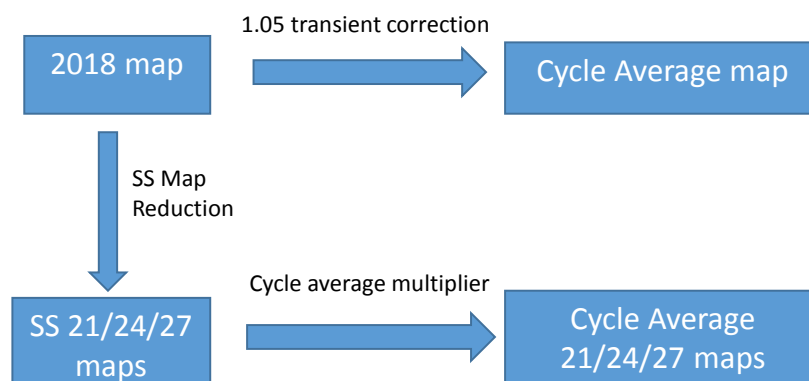 1.05 transient correction
2018 map
Cycle Average map
SS Map
Reduction
Cycle average multiplier
SS 21/24/27
maps
Cycle Average
21/24/27 maps